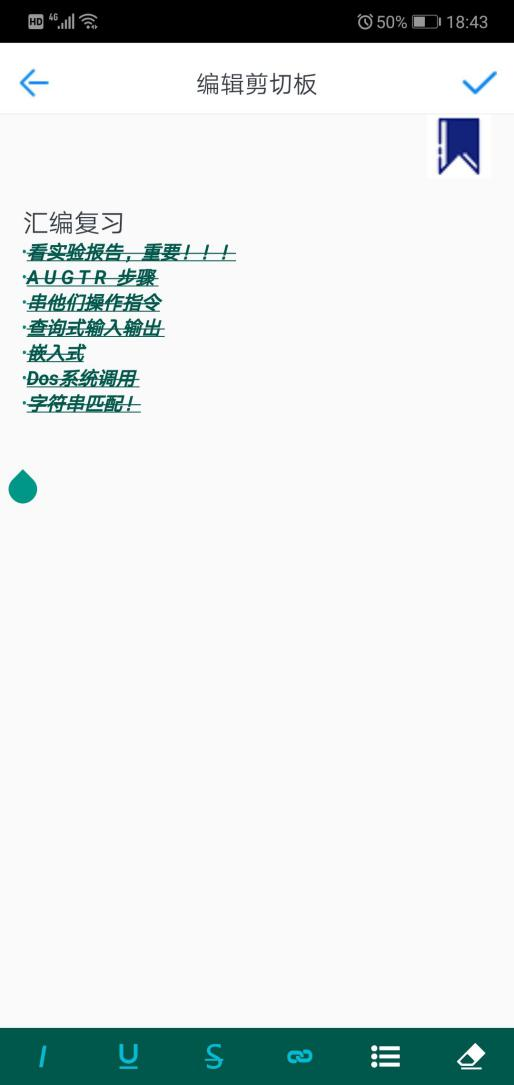 HD 4G 50% 18:43
编辑剪切板
汇编复习
·看实验报告，重要！！！
·A U G T R 步骤
·串他们操作指令
·查询式输入输出
·嵌入式
·Dos系统调用
·字符串匹配！
I U S